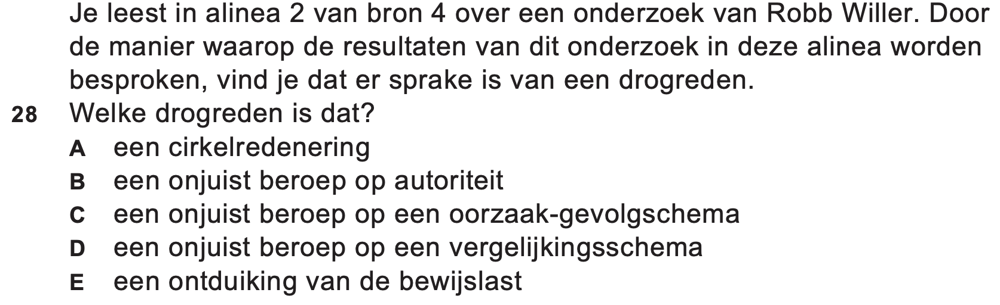 Je leest in alinea 2 van bron 4 over een onderzoek van Robb Willer. Door
de manier waarop de resultaten van dit onderzoek in deze alinea worden
besproken, vind je dat er sprake is van een drogreden.
28 Welke drogreden is dat?
A een cirkelredenering
B een onjuist beroep op autoriteit
C een onjuist beroep op een oorzaak-gevolgschema
D een onjuist beroep op een vergelijkingsschema
E een ontduiking van de bewijslast